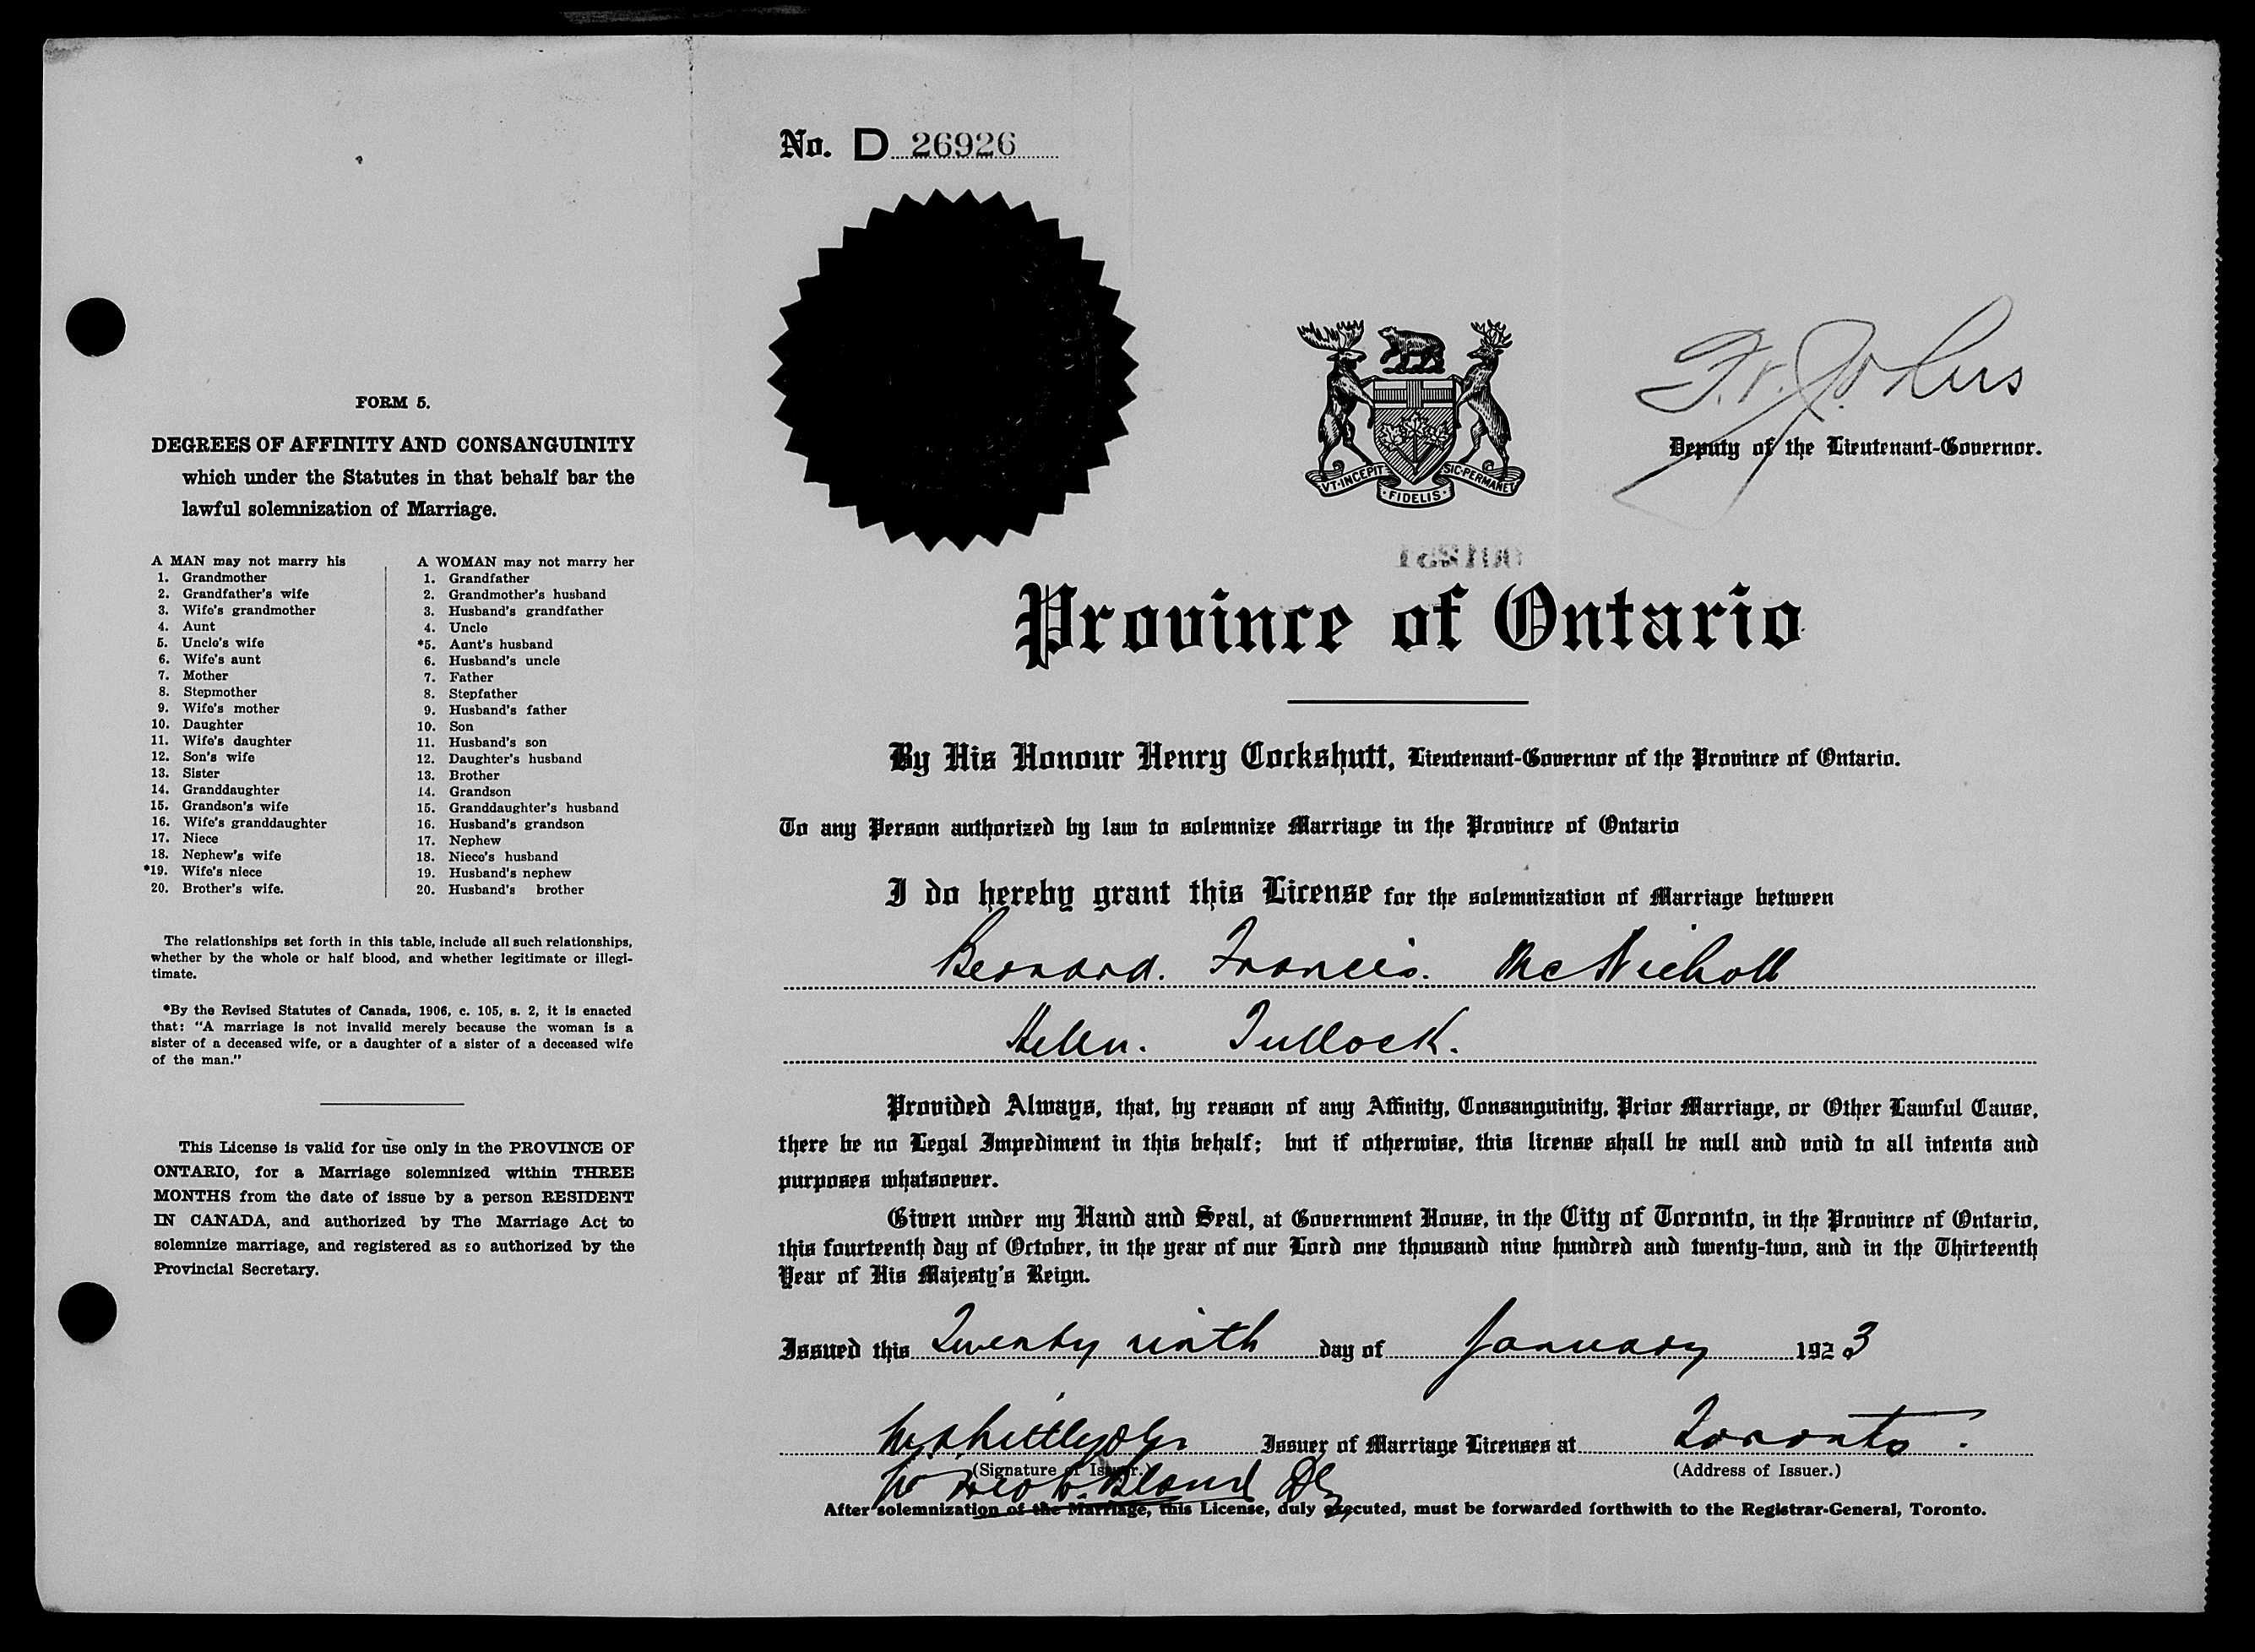 No. D 26926
Deputy of the Lieutenant-Governor.
VT·INCEPIT
·FIDELIS·
SIC·PERMANET
Province of Ontario
By His Honour Henry Cockshutt, Lieutenant-Governor of the Province of Ontario.
To any Person authorized by law to solemnize Marriage in the Province of Ontario
I do hereby grant this License for the solemnization of Marriage between
Bernard. Francis. McNicholl
Helen. Tullock.
Provided Always, that, by reason of any Affinity, Consanguinity, Prior Marriage, or Other Lawful Cause,
there be no Legal Impediment in this behalf; but if otherwise, this license shall be null and void to all intents and
purposes whatsoever.
Given under my Hand and Seal, at Government House, in the City of Toronto, in the Province of Ontario,
this fourteenth day of October, in the year of our Lord one thousand nine hundred and twenty-two, and in the Thirteenth
Year of His Majesty's Reign.
Issued this Twenty ninth day of January 1923
Issuer of Marriage Licenses at Toronto.
(Signature of Issuer.) (Address of Issuer.)
After solemnization of the Marriage, this License, duly executed, must be forwarded forthwith to the Registrar-General, Toronto.
FORM 5.
DEGREES OF AFFINITY AND CONSANGUINITY
which under the Statutes in that behalf bar the
lawful solemnization of Marriage.
A MAN may not marry his
1. Grandmother
2. Grandfather's wife
3. Wife's grandmother
4. Aunt
5. Uncle's wife
6. Wife's aunt
7. Mother
8. Stepmother
9. Wife's mother
10. Daughter
11. Wife's daughter
12. Son's wife
13. Sister
14. Granddaughter
15. Grandson's wife
16. Wife's granddaughter
17. Niece
18. Nephew's wife
*19. Wife's niece
20. Brother's wife.
A WOMAN may not marry her
1. Grandfather
2. Grandmother's husband
3. Husband's grandfather
4. Uncle
*5. Aunt's husband
6. Husband's uncle
7. Father
8. Stepfather
9. Husband's father
10. Son
11. Husband's son
12. Daughter's husband
13. Brother
14. Grandson
15. Granddaughter's husband
16. Husband's grandson
17. Nephew
18. Niece's husband
19. Husband's nephew
20. Husband's brother
The relationships set forth in this table, include all such relationships,
whether by the whole or half blood, and whether legitimate or illegi-
timate.
*By the Revised Statutes of Canada, 1906, c. 105, s. 2, it is enacted
that: "A marriage is not invalid merely because the woman is a
sister of a deceased wife, or a daughter of a sister of a deceased wife
of the man."
This License is valid for use only in the PROVINCE OF
ONTARIO, for a Marriage solemnized within THREE
MONTHS from the date of issue by a person RESIDENT
IN CANADA, and authorized by The Marriage Act to
solemnize marriage, and registered as so authorized by the
Provincial Secretary.